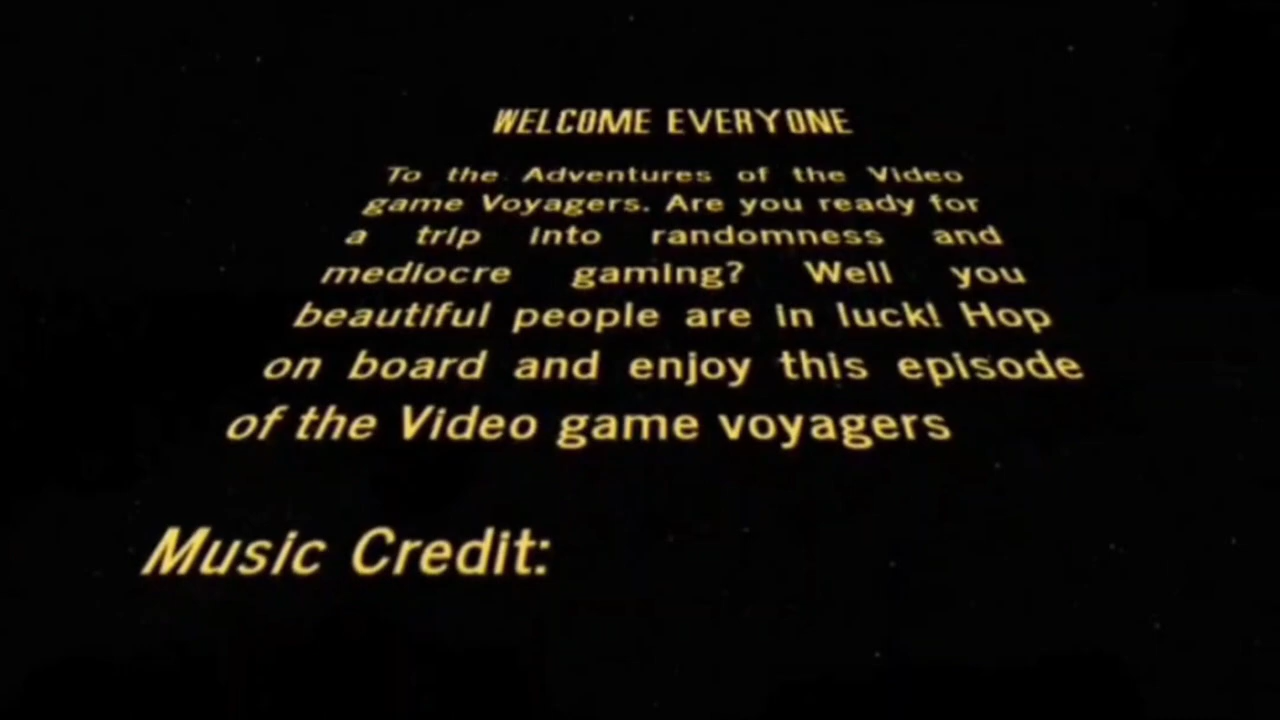 WELCOME EVERYONE
To the Adventures of the Video
game Voyagers. Are you ready for
a trip into randomness and
mediocre gaming? Well you
beautiful people are in luck! Hop
on board and enjoy this episode
of the Video game voyagers
Music Credit: